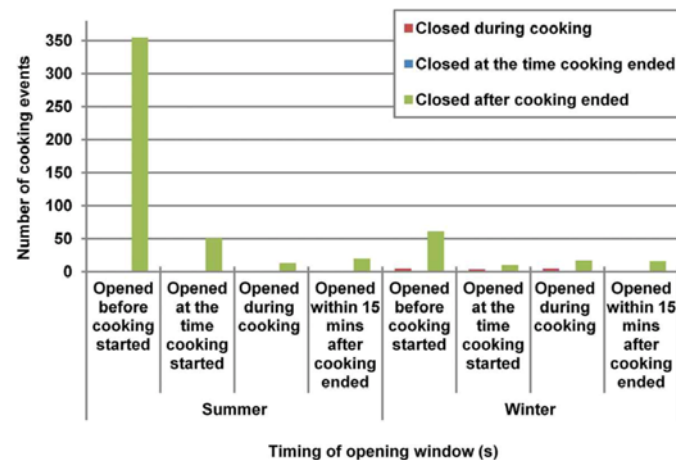 Closed during cooking
Closed at the time cooking ended
Closed after cooking ended
Number of cooking events
350
300
250
200
150
100
50
0
Opened
before
cooking
started
Opened
at the
time
cooking
started
Opened
during
cooking
Opened
within 15
mins
after
cooking
ended
Opened
before
cooking
started
Opened
at the
time
cooking
started
Opened
during
cooking
Opened
within 15
mins
after
cooking
ended
Summer
Winter
Timing of opening window (s)